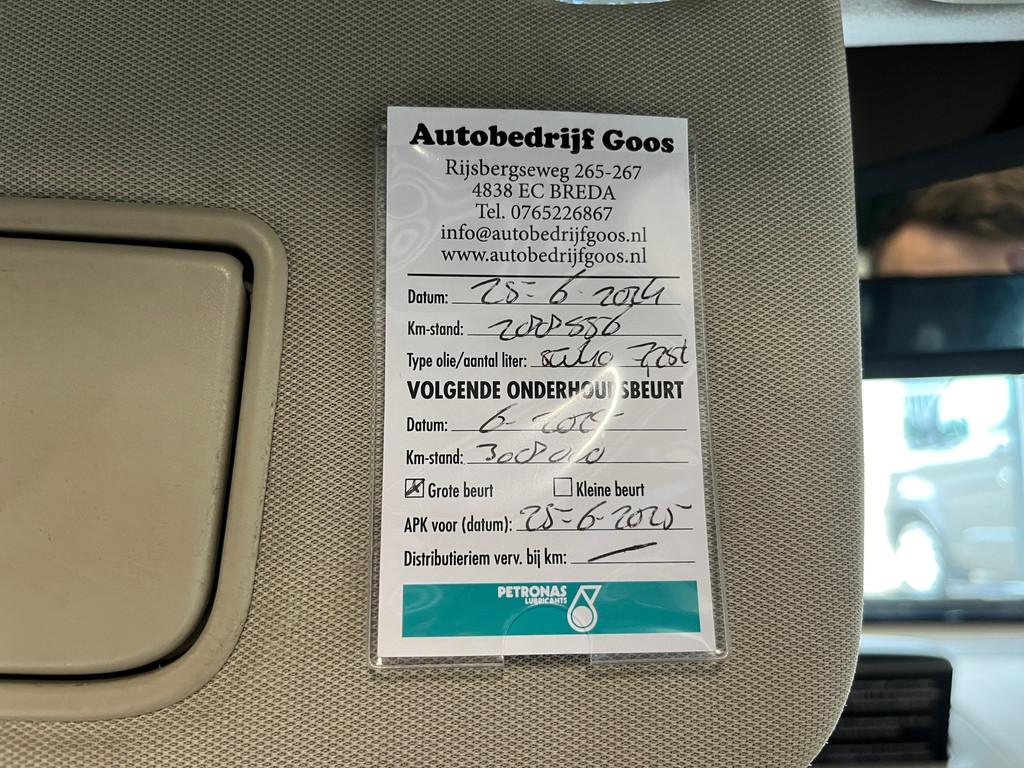 Autobedrijf Goos
Rijsbergseweg 265-267
4838 EC BREDA
Tel. 0765226867
info@autobedrijfgoos.nl
www.autobedrijfgoos.nl
Datum: 25-6-2024
Km-stand:
Type olie/aantal liter:
VOLGENDE ONDERHOUDSBEURT
Datum: 6-2025
Km-stand:
Grote beurt Kleine beurt
APK voor (datum): 25-6-2025
Distributieriem verv. bij km: —
PETRONAS
LUBRICANTS